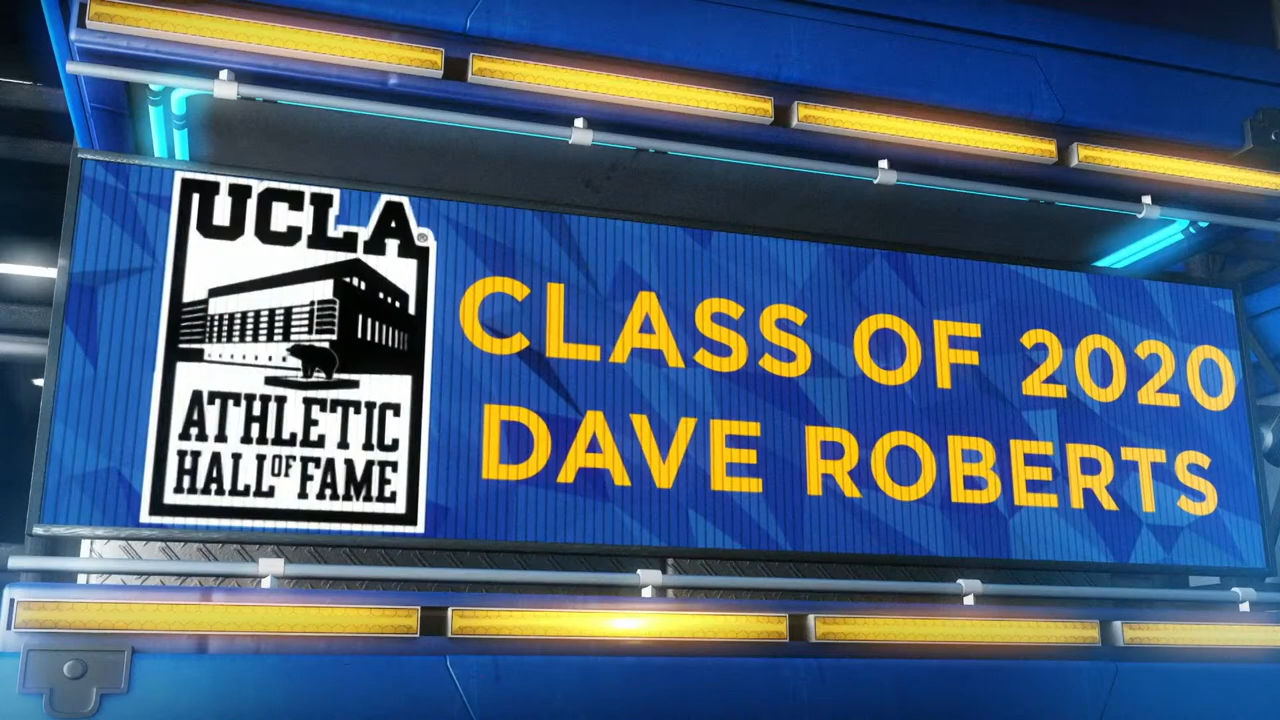 UCLA®
ATHLETIC
HALL OF FAME
CLASS OF 2020
DAVE ROBERTS